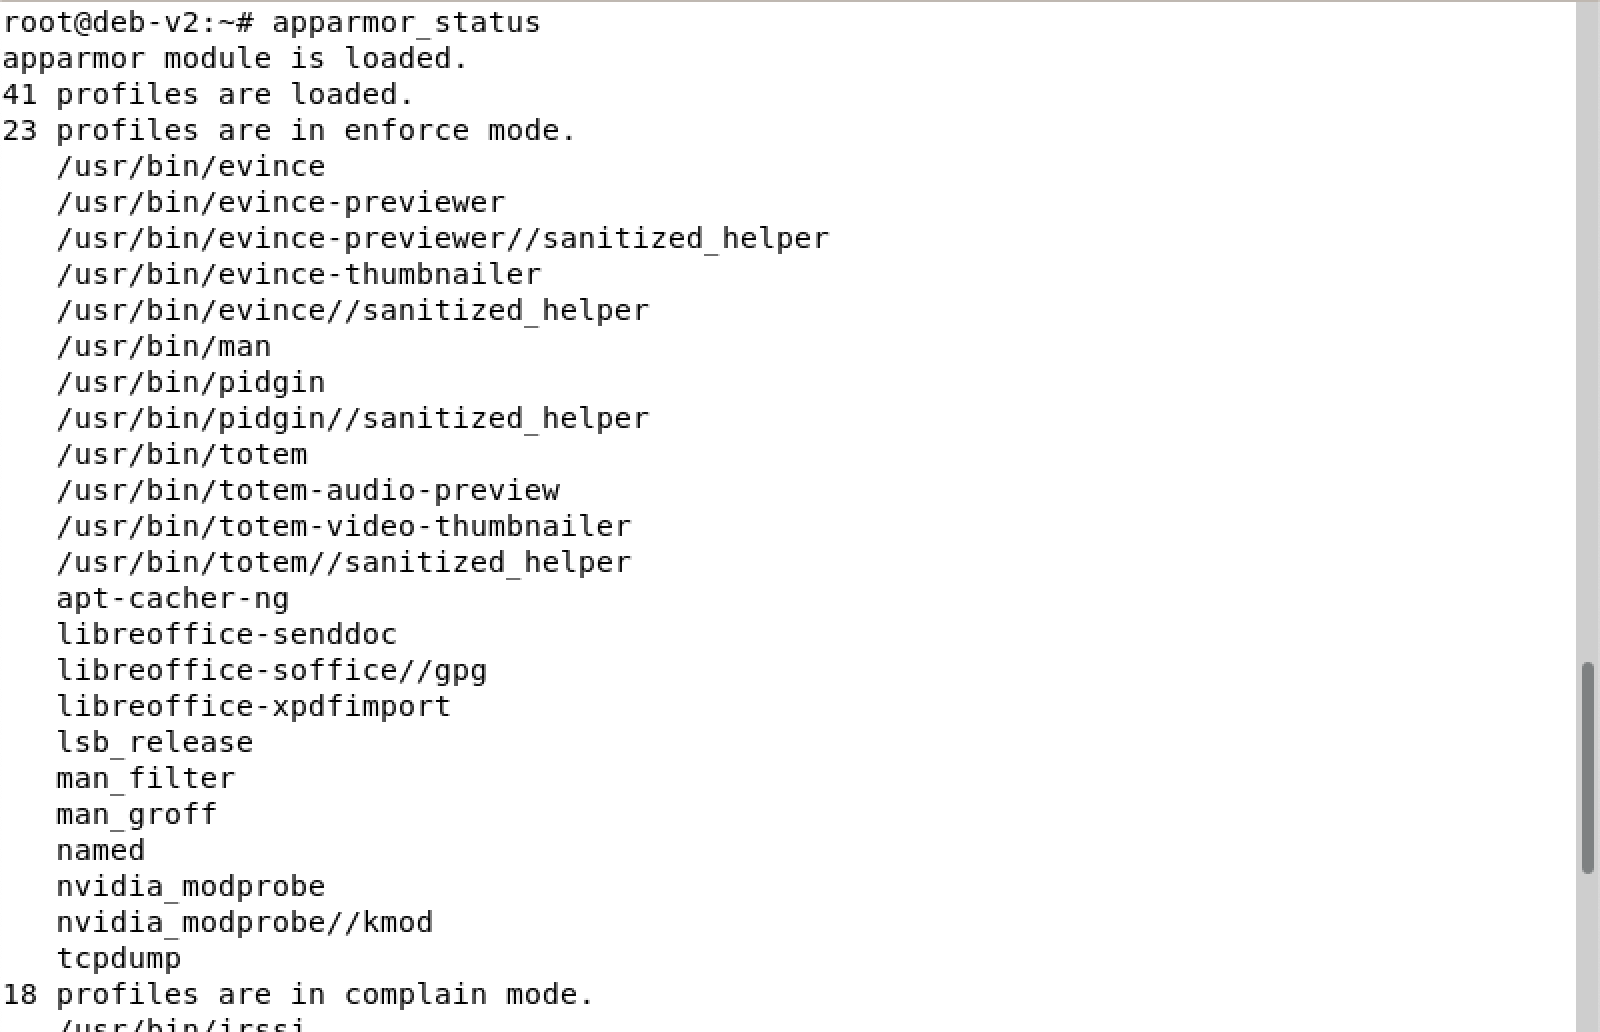 root@deb-v2:~# apparmor_status
apparmor module is loaded.
41 profiles are loaded.
23 profiles are in enforce mode.
   /usr/bin/evince
   /usr/bin/evince-previewer
   /usr/bin/evince-previewer//sanitized_helper
   /usr/bin/evince-thumbnailer
   /usr/bin/evince//sanitized_helper
   /usr/bin/man
   /usr/bin/pidgin
   /usr/bin/pidgin//sanitized_helper
   /usr/bin/totem
   /usr/bin/totem-audio-preview
   /usr/bin/totem-video-thumbnailer
   /usr/bin/totem//sanitized_helper
   apt-cacher-ng
   libreoffice-senddoc
   libreoffice-soffice//gpg
   libreoffice-xpdfimport
   lsb_release
   man_filter
   man_groff
   named
   nvidia_modprobe
   nvidia_modprobe//kmod
   tcpdump
18 profiles are in complain mode.
   /usr/bin/irssi